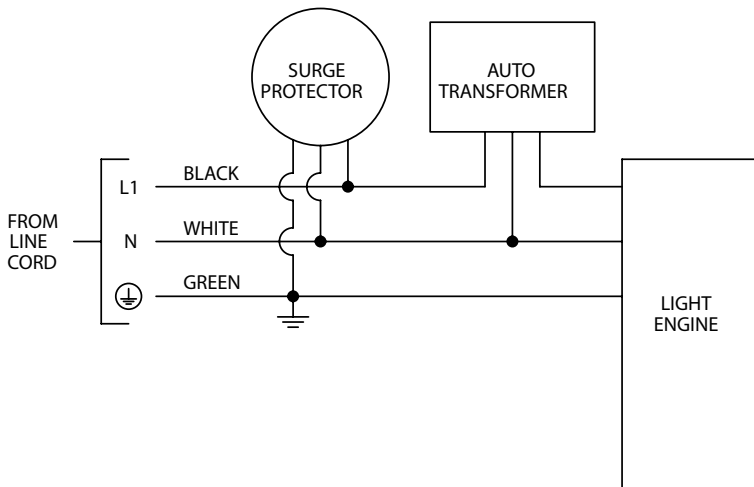 SURGE
PROTECTOR
AUTO
TRANSFORMER
FROM
LINE
CORD
L1
BLACK
N
WHITE
GREEN
LIGHT
ENGINE